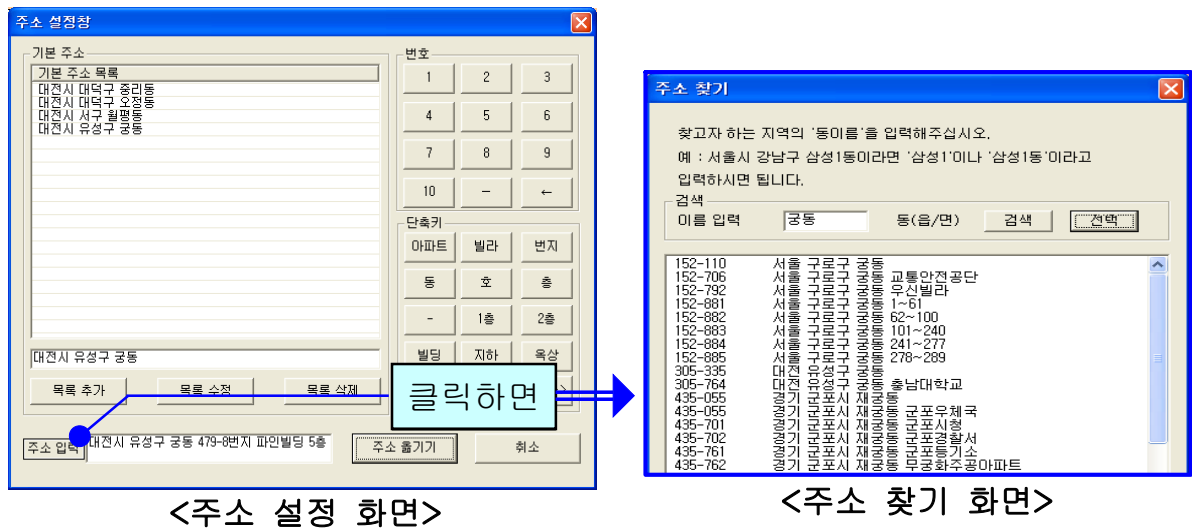 주소 설정창
기본 주소
기본 주소 목록
대전시 대덕구 중리동
대전시 대덕구 오정동
대전시 서구 월평동
대전시 유성구 궁동
대전시 유성구 궁동
목록 추가 목록 수정 목록 삭제
주소 입력 대전시 유성구 궁동 479-8번지 파인빌딩 5층 주소 옮기기 취소
번호
1 2 3
4 5 6
7 8 9
10 - ←
단축키
아파트 빌라 번지
동 호 층
- 1층 2층
빌딩 지하 옥상
>
클릭하면
<주소 설정 화면>
주소 찾기
찾고자 하는 지역의 '동이름'을 입력해주십시오.
예 : 서울시 강남구 삼성1동이라면 '삼성1'이나 '삼성1동'이라고
입력하시면 됩니다.
검색
이름 입력 궁동 동(읍/면) 검색 선택
152-110 서울 구로구 궁동
152-706 서울 구로구 궁동 교통안전공단
152-792 서울 구로구 궁동 우신빌라
152-881 서울 구로구 궁동 1~61
152-882 서울 구로구 궁동 62~100
152-883 서울 구로구 궁동 101~240
152-884 서울 구로구 궁동 241~277
152-885 서울 구로구 궁동 278~289
305-335 대전 유성구 궁동
305-764 대전 유성구 궁동 충남대학교
435-055 경기 군포시 재궁동
435-055 경기 군포시 재궁동 군포우체국
435-701 경기 군포시 재궁동 군포시청
435-702 경기 군포시 재궁동 군포경찰서
435-761 경기 군포시 재궁동 군포등기소
435-762 경기 군포시 재궁동 무궁화주공아파트
<주소 찾기 화면>